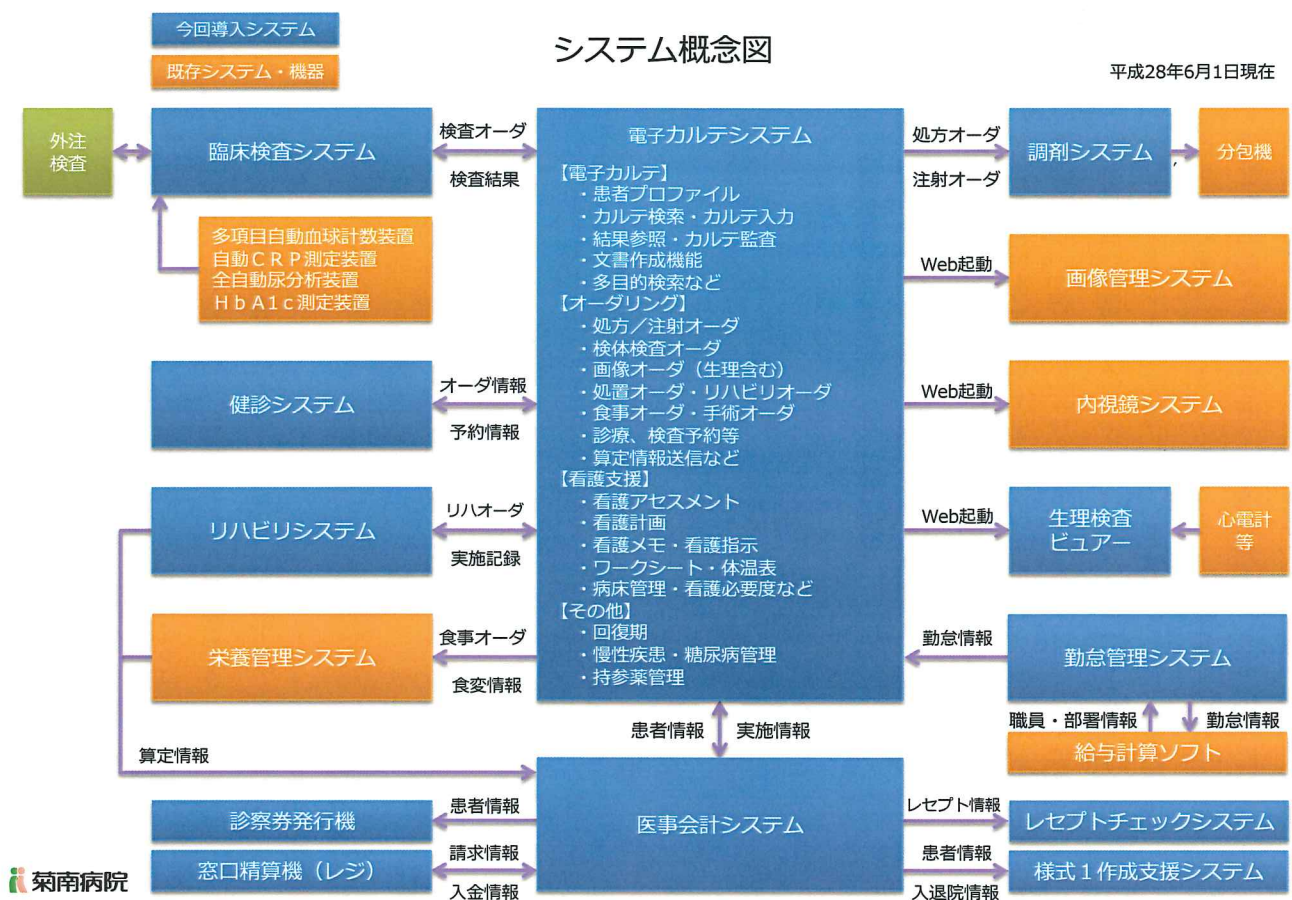 今回導入システム
既存システム・機器
システム概念図
平成28年6月1日現在
外注
検査
臨床検査システム
検査オーダ
検査結果
多項目自動血球計数装置
自動ＣＲＰ測定装置
全自動尿分析装置
ＨｂＡ1ｃ測定装置
健診システム
オーダ情報
予約情報
リハビリシステム
リハオーダ
実施記録
栄養管理システム
食事オーダ
食変情報
算定情報
電子カルテシステム
【電子カルテ】
・患者プロファイル
・カルテ検索・カルテ入力
・結果参照・カルテ監査
・文書作成機能
・多目的検索など
【オーダリング】
・処方／注射オーダ
・検体検査オーダ
・画像オーダ（生理含む）
・処置オーダ・リハビリオーダ
・食事オーダ・手術オーダ
・診療、検査予約等
・算定情報送信など
【看護支援】
・看護アセスメント
・看護計画
・看護メモ・看護指示
・ワークシート・体温表
・病床管理・看護必要度など
【その他】
・回復期
・慢性疾患・糖尿病管理
・持参薬管理
処方オーダ
注射オーダ
調剤システム
分包機
Web起動
画像管理システム
Web起動
内視鏡システム
Web起動
生理検査
ビュアー
心電計
等
勤怠情報
勤怠管理システム
職員・部署情報
勤怠情報
給与計算ソフト
患者情報
実施情報
医事会計システム
診察券発行機
患者情報
窓口精算機（レジ）
請求情報
入金情報
レセプト情報
レセプトチェックシステム
患者情報
入退院情報
様式１作成支援システム
菊南病院